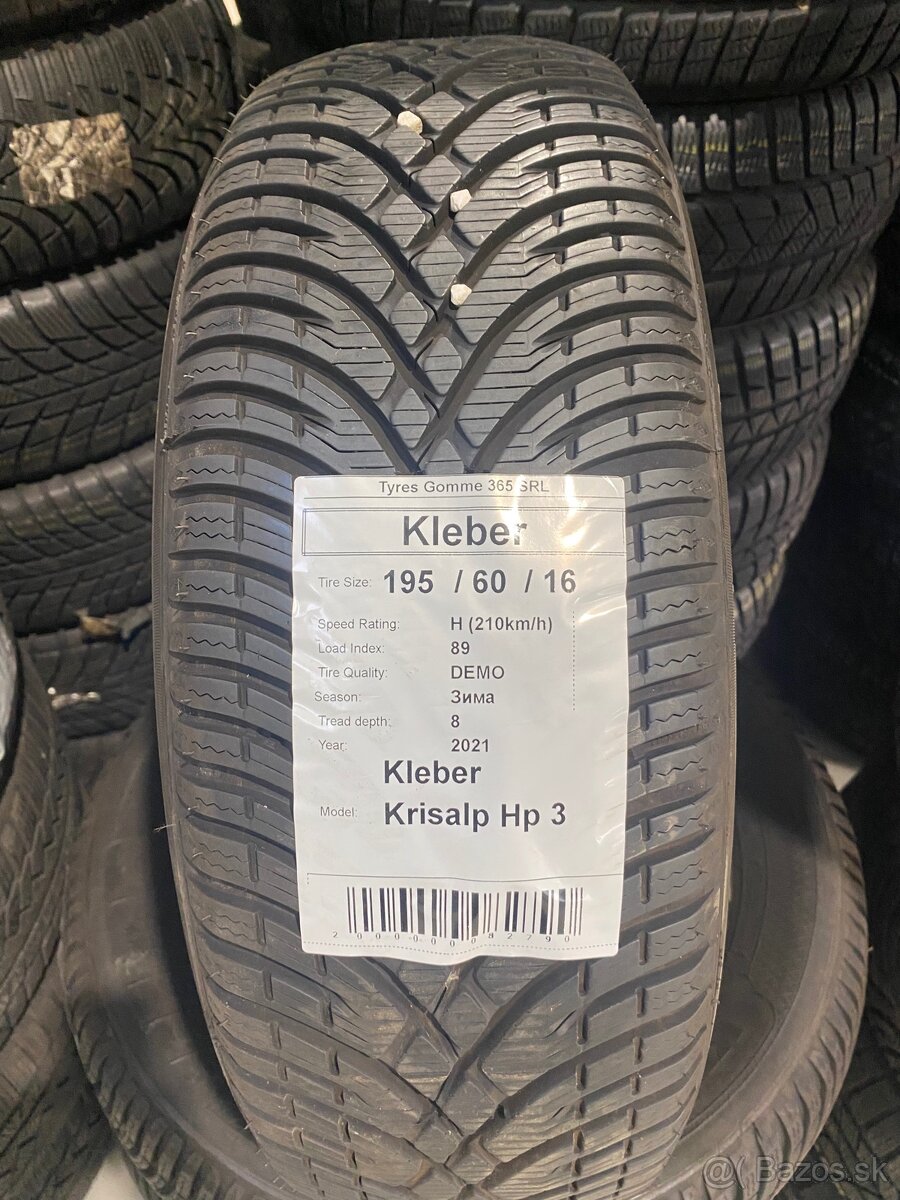 Tyres Gomme 365 SRL
Kleber
Tire Size: 195 / 60 / 16
Speed Rating: H (210km/h)
Load Index: 89
Tire Quality: DEMO
Season: Зима
Tread depth: 8
Year: 2021
Kleber
Model: Krisalp Hp 3
2000000082790
@( Bazos.sk